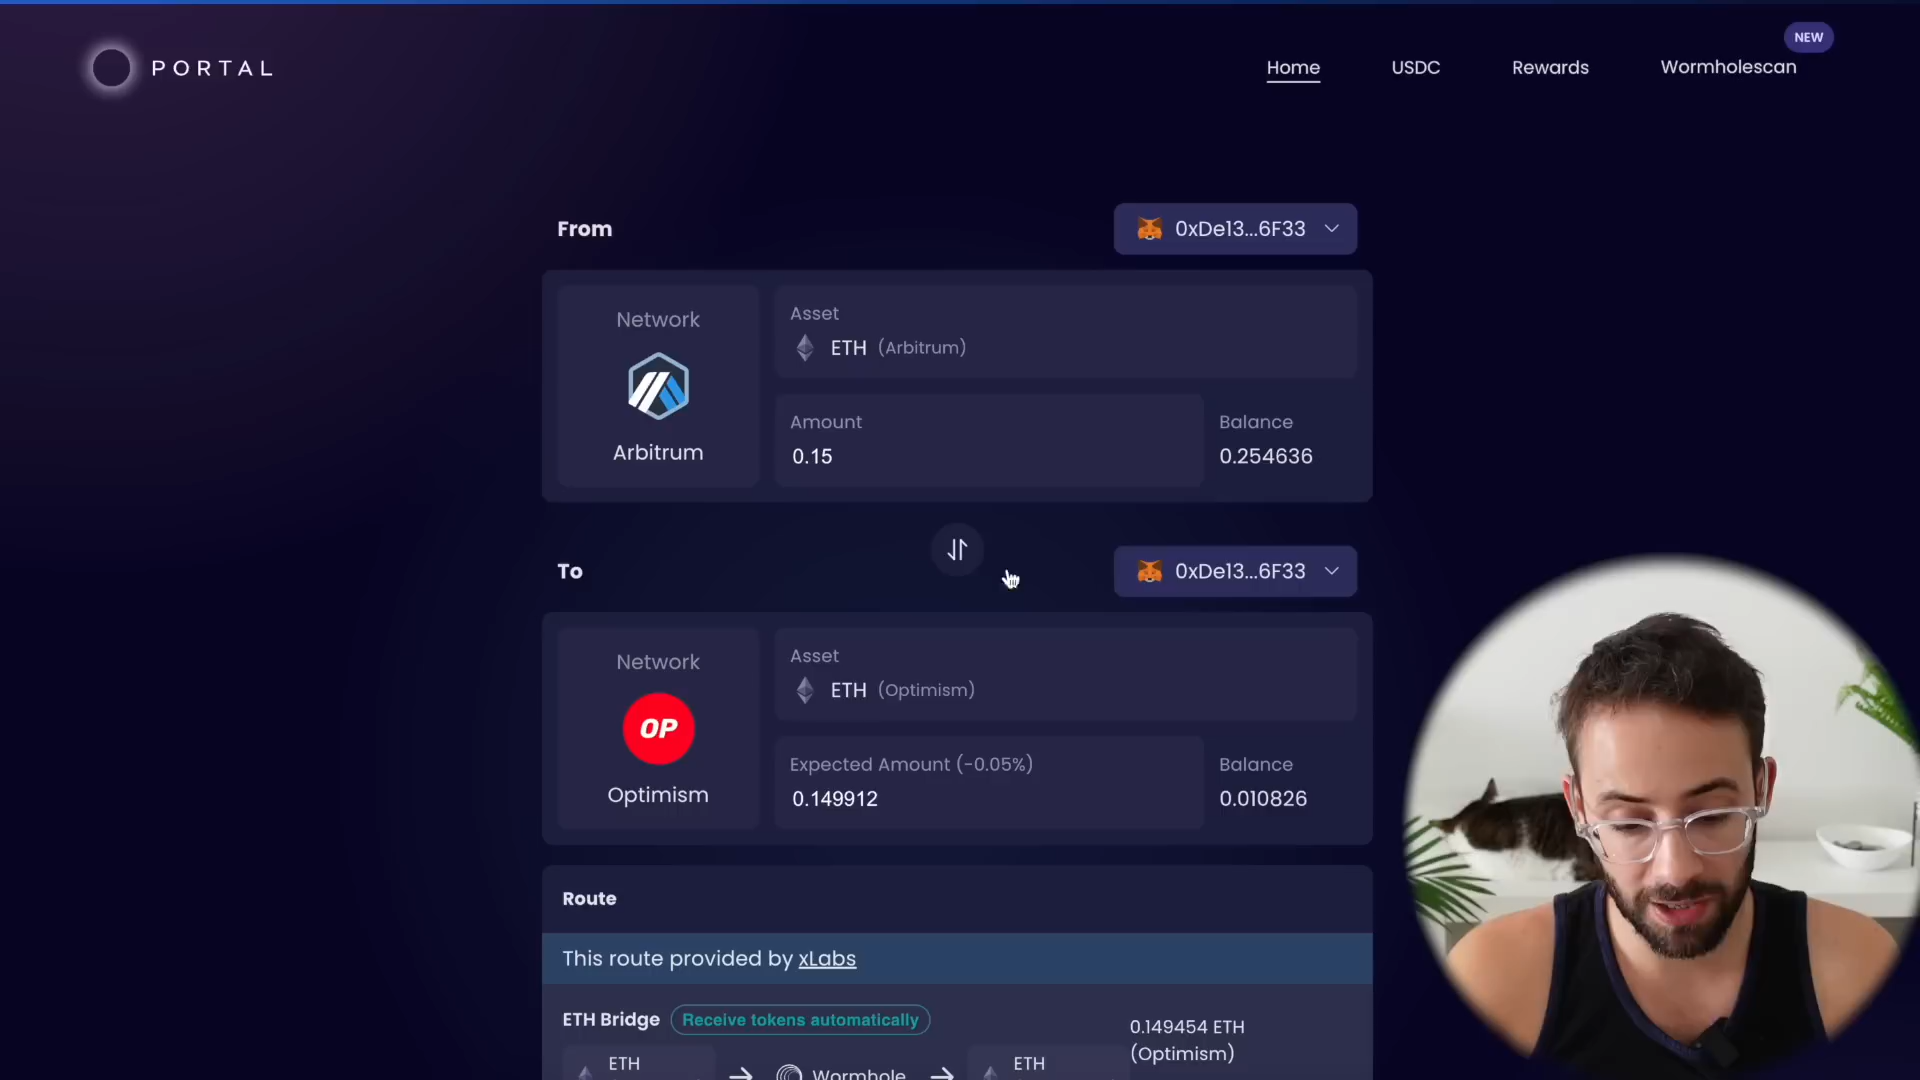 PORTAL
Home
USDC
Rewards
Wormholescan
NEW
From
0xDe13...6F33
Network
Arbitrum
Asset
ETH (Arbitrum)
Amount
0.15
Balance
0.254636
To
0xDe13...6F33
Network
OP
Optimism
Asset
ETH (Optimism)
Expected Amount (-0.05%)
0.149912
Balance
0.010826
Route
This route provided by xLabs
ETH Bridge
Receive tokens automatically
0.149454 ETH
(Optimism)
ETH
Wormhole
ETH